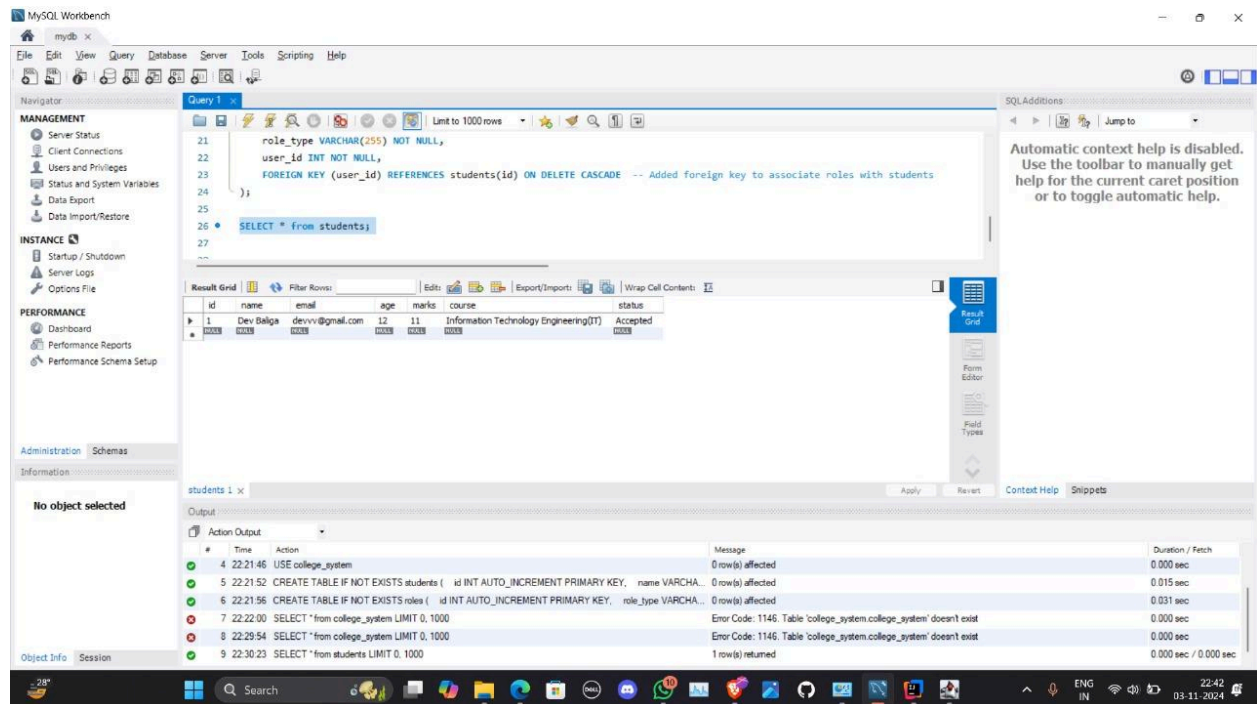 MySQL Workbench
mydb ×
File Edit View Query Database Server Tools Scripting Help
Navigator
MANAGEMENT
Server Status
Client Connections
Users and Privileges
Status and System Variables
Data Export
Data Import/Restore
INSTANCE
Startup / Shutdown
Server Logs
Options File
PERFORMANCE
Dashboard
Performance Reports
Performance Schema Setup
Administration Schemas
Information
No object selected
Object Info Session
Query 1 ×
Limit to 1000 rows
21 role_type VARCHAR(255) NOT NULL,
22 user_id INT NOT NULL,
23 FOREIGN KEY (user_id) REFERENCES students(id) ON DELETE CASCADE -- Added foreign key to associate roles with students
24 );
25
26 SELECT * from students;
27
Result Grid Filter Rows: Edit: Export/Import: Wrap Cell Content:
id name email age marks course status
1 Dev Baliga devvv@gmail.com 12 11 Information Technology Engineering(IT) Accepted
NULL NULL NULL NULL NULL NULL NULL
Result Grid
Form Editor
Field Types
students 1 ×
Apply Revert
SQLAdditions
Jump to
Automatic context help is disabled.
Use the toolbar to manually get
help for the current caret position
or to toggle automatic help.
Context Help Snippets
Output
Action Output
# Time Action Message Duration / Fetch
4 22:21:46 USE college_system 0 row(s) affected 0.000 sec
5 22:21:52 CREATE TABLE IF NOT EXISTS students ( id INT AUTO_INCREMENT PRIMARY KEY, name VARCHA... 0 row(s) affected 0.015 sec
6 22:21:56 CREATE TABLE IF NOT EXISTS roles ( id INT AUTO_INCREMENT PRIMARY KEY, role_type VARCHA... 0 row(s) affected 0.031 sec
7 22:22:00 SELECT * from college_system LIMIT 0, 1000 Error Code: 1146. Table 'college_system.college_system' doesn't exist 0.000 sec
8 22:29:54 SELECT * from college_system LIMIT 0, 1000 Error Code: 1146. Table 'college_system.college_system' doesn't exist 0.000 sec
9 22:30:23 SELECT * from students LIMIT 0, 1000 1 row(s) returned 0.000 sec / 0.000 sec
28°
Search
DELL
10
ENG
IN
22:42
03-11-2024